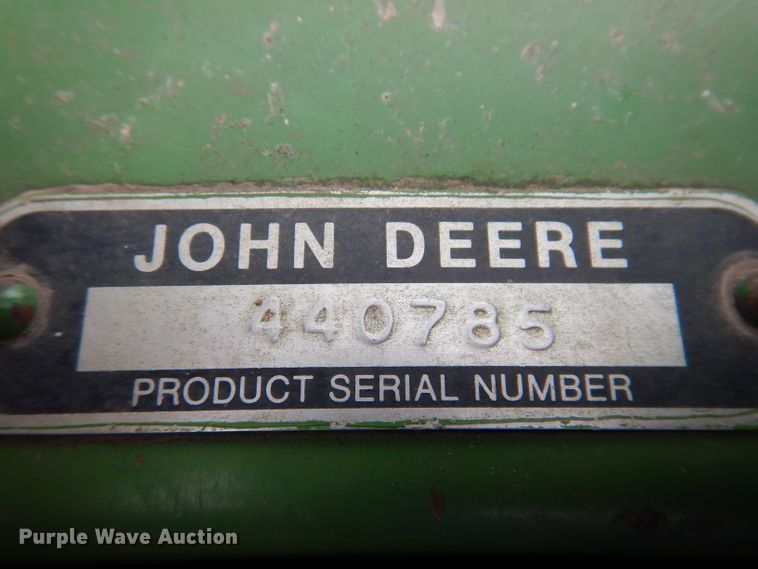 JOHN DEERE
440785
PRODUCT SERIAL NUMBER
Purple Wave Auction